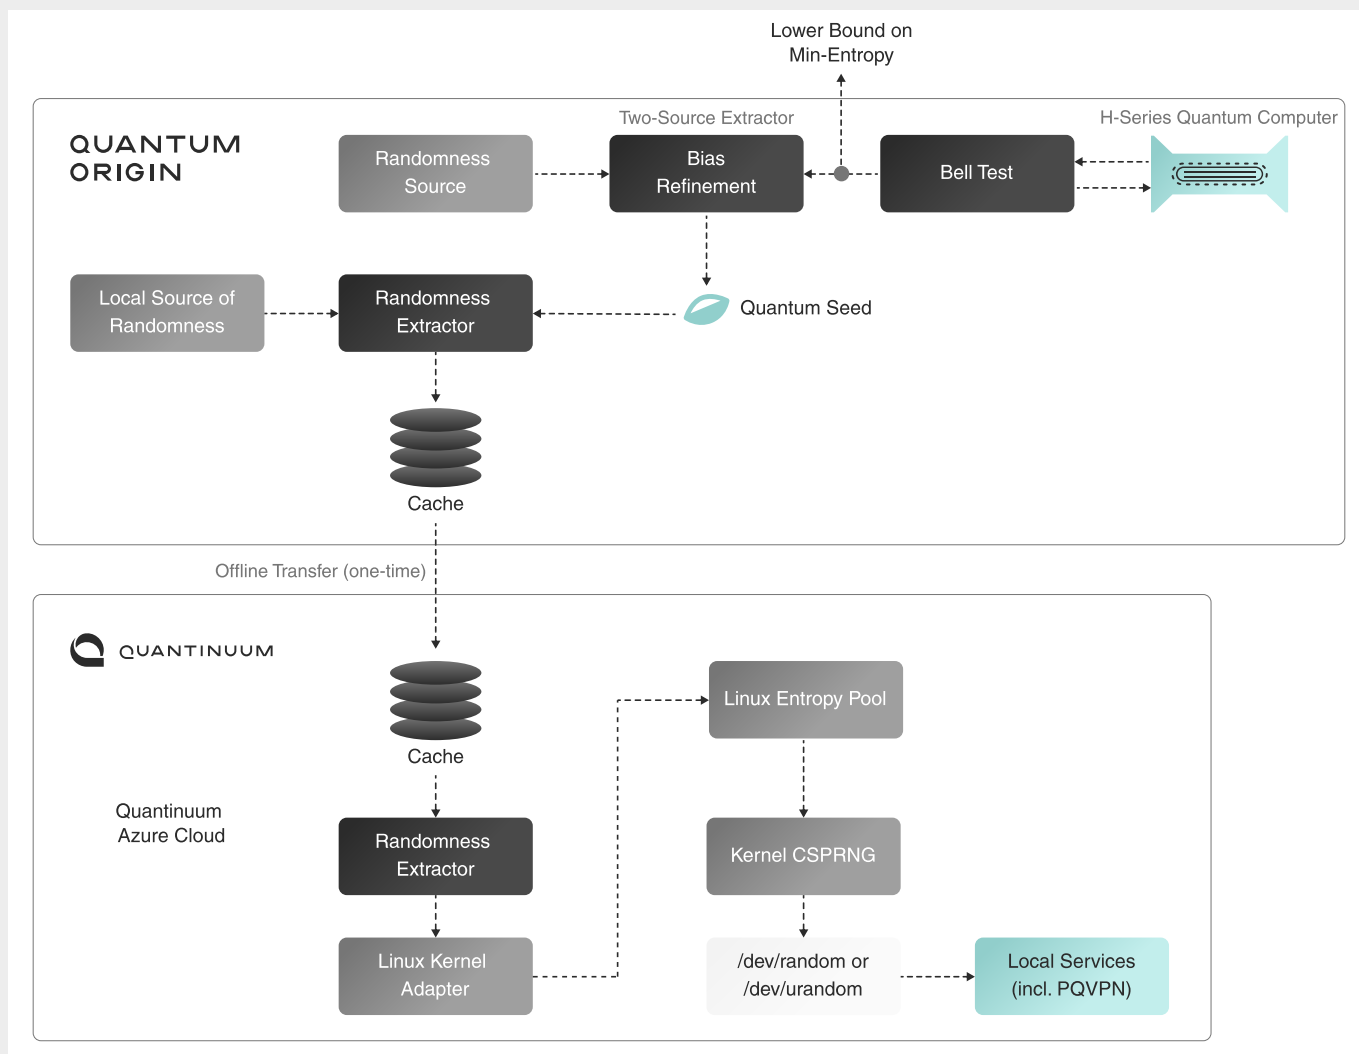 Lower Bound on
Min-Entropy
QUANTUM
ORIGIN
Two-Source Extractor
H-Series Quantum Computer
Randomness
Source
Bias
Refinement
Bell Test
Local Source of
Randomness
Randomness
Extractor
Quantum Seed
Cache
Offline Transfer (one-time)
QUANTINUUM
Cache
Linux Entropy Pool
Quantinuum
Azure Cloud
Randomness
Extractor
Kernel CSPRNG
Linux Kernel
Adapter
/dev/random or
/dev/urandom
Local Services
(incl. PQVPN)